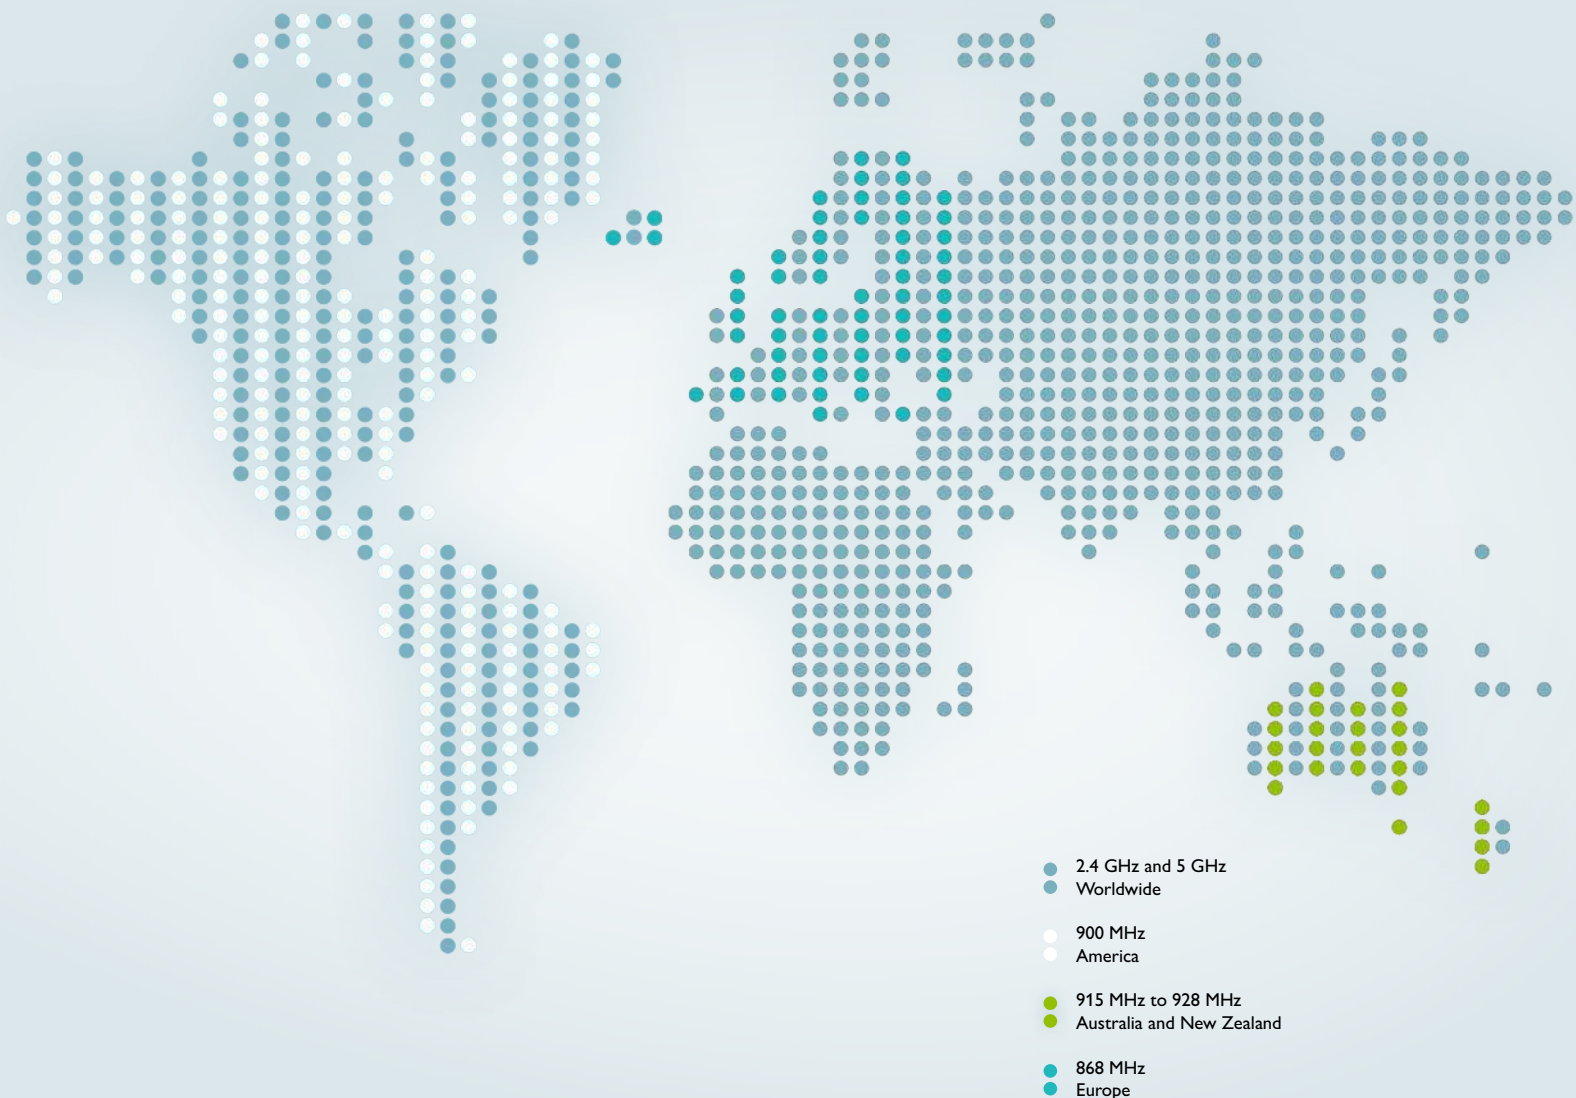 2.4 GHz and 5 GHz
Worldwide
900 MHz
America
915 MHz to 928 MHz
Australia and New Zealand
868 MHz
Europe